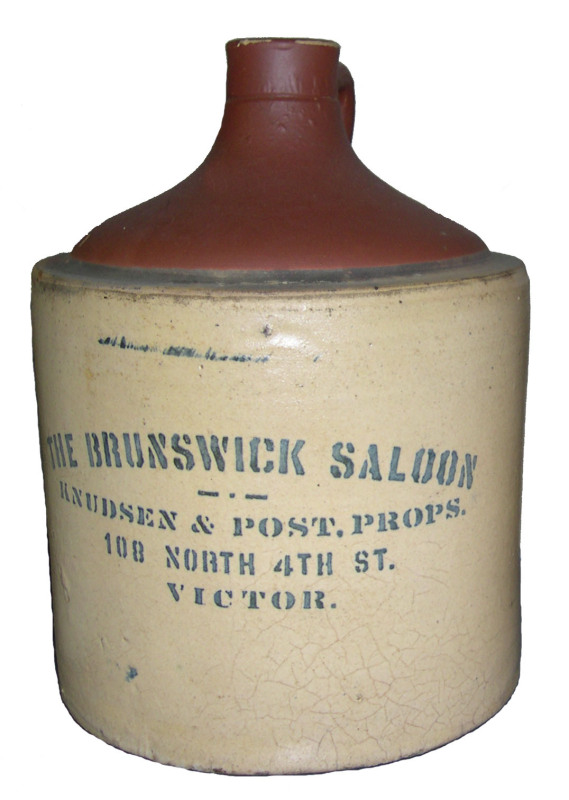 THE BRUNSWICK SALOON
KNUDSEN & POST, PROPS.
108 NORTH 4TH ST.
VICTOR.